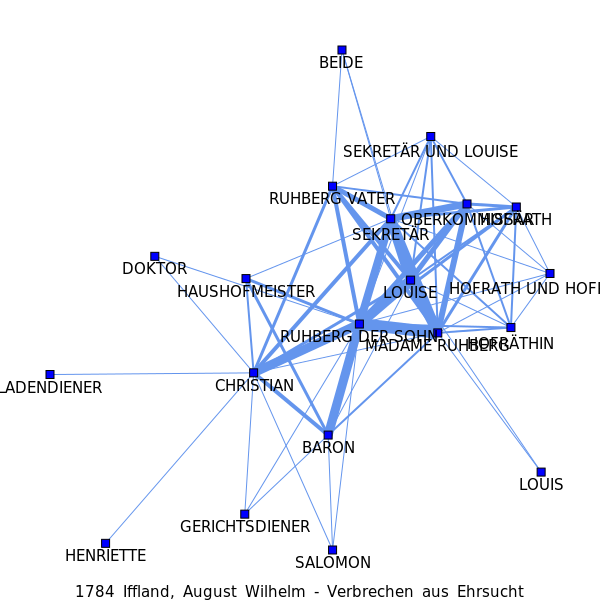 BEIDE
SEKRETÄR UND LOUISE
RUHBERG VATER
OBERKOMMISSAR
HOFRATH
SEKRETÄR
DOKTOR
HAUSHOFMEISTER
LOUISE
HOFRATH UND HOFR
RUHBERG DER SOHN
MADAME RUHBERG
HOFRÄTHIN
LADENDIENER
CHRISTIAN
BARON
LOUIS
GERICHTSDIENER
HENRIETTE
SALOMON
1784 Iffland, August Wilhelm - Verbrechen aus Ehrsucht